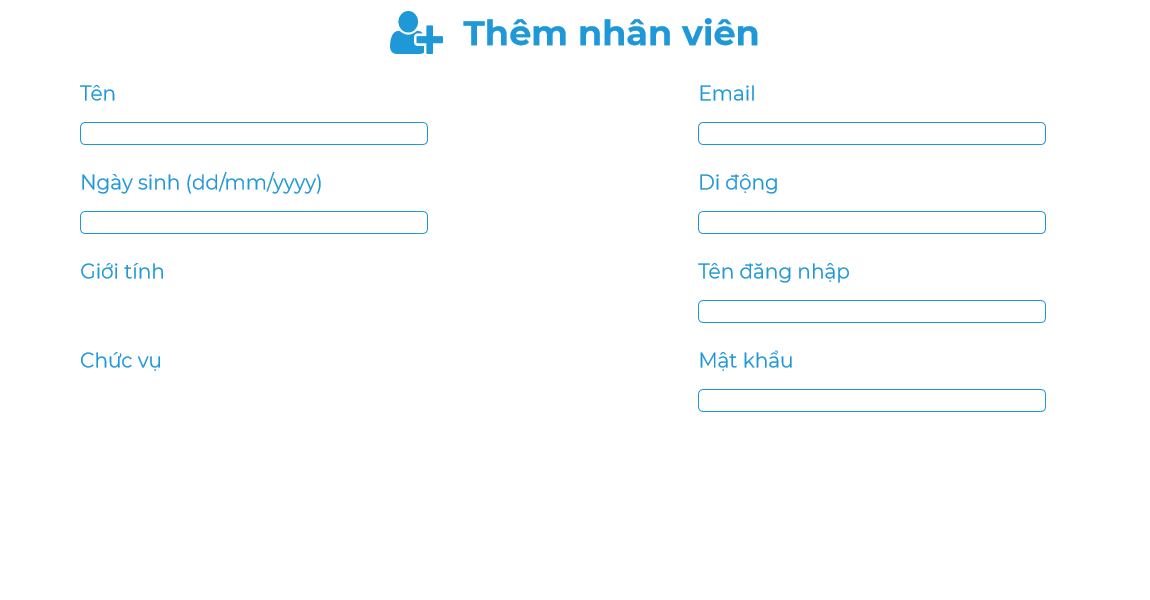 Thêm nhân viên
Tên
Email
Ngày sinh (dd/mm/yyyy)
Di động
Giới tính
Tên đăng nhập
Chức vụ
Mật khẩu